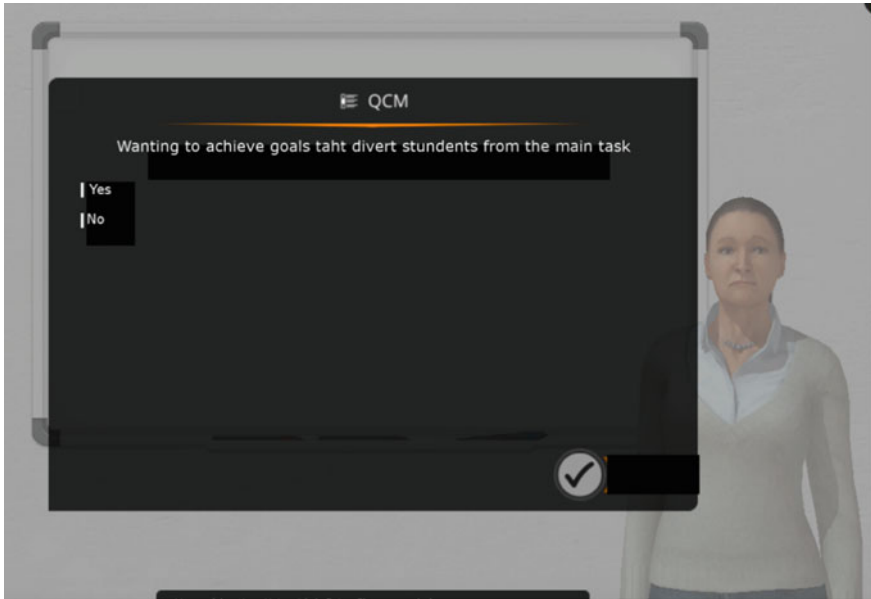 QCM
Wanting to achieve goals taht divert stundents from the main task
Yes
No